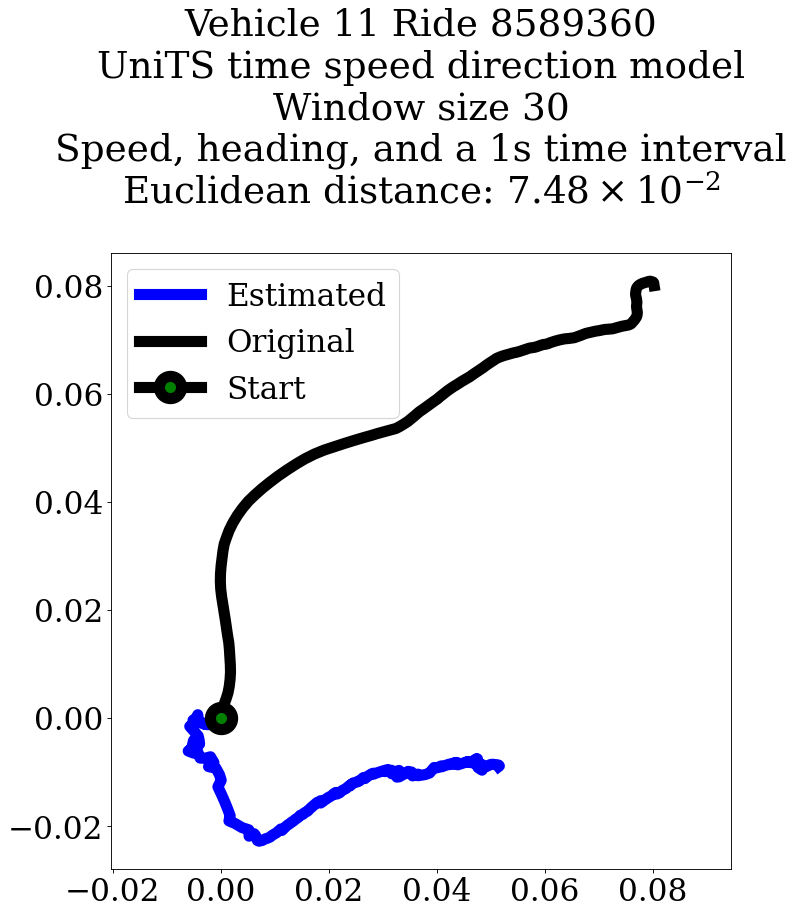 Vehicle 11 Ride 8589360
UniTS time speed direction model
Window size 30
Speed, heading, and a 1s time interval
Euclidean distance: 7.48 × 10⁻²
Estimated
Original
Start
0.08
0.06
0.04
0.02
0.00
−0.02
−0.02 0.00 0.02 0.04 0.06 0.08